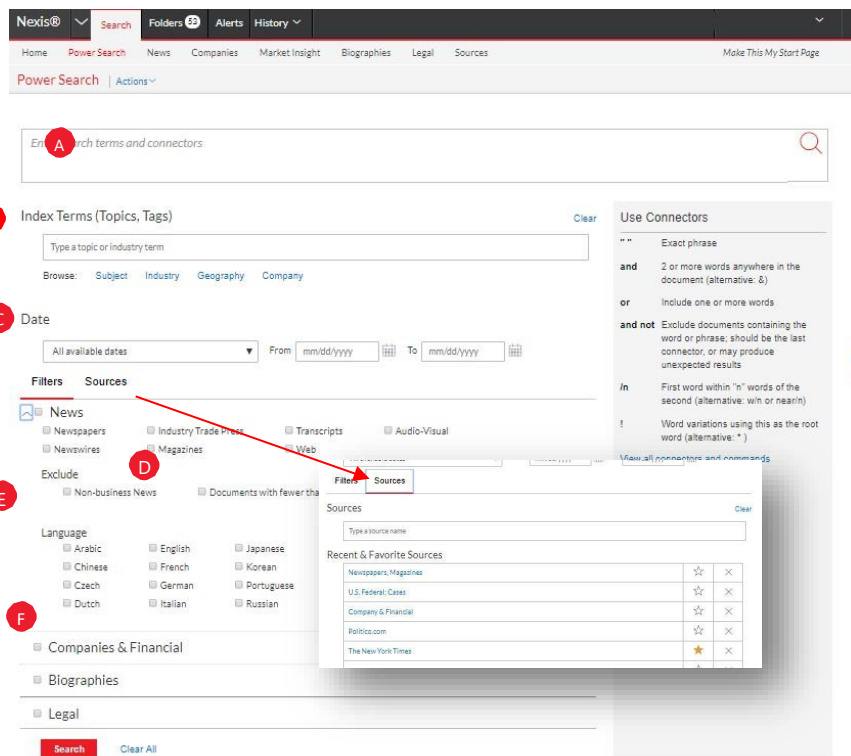 Nexis® Search Folders 53 Alerts History
Home Power Search News Companies Market Insight Biographies Legal Sources Make This My Start Page
Power Search | Actions
A
rch terms and connectors
Index Terms (Topics, Tags) Clear
Type a topic or industry term
Browse: Subject Industry Geography Company
C Date
All available dates From mm/dd/yyyy To mm/dd/yyyy
Filters Sources
News
Newspapers Industry Trade Press Transcripts Audio-Visual
Newswires Magazines Web
D
Exclude
E
Non-business News Documents with fewer tha
Language
Arabic English Japanese
Chinese French Korean
Czech German Portuguese
Dutch Italian Russian
F
Companies & Financial
Biographies
Legal
Search Clear All
Use Connectors
" " Exact phrase
and 2 or more words anywhere in the
document (alternative: &)
or Include one or more words
and not Exclude documents containing the
word or phrase; should be the last
connector, or may produce
unexpected results
/n First word within "n" words of the
second (alternative: w/n or near/n)
! Word variations using this as the root
word (alternative: * )
View all connectors and commands
Filters Sources
Sources Clear
Type a source name
Recent & Favorite Sources
Newspapers, Magazines
U.S. Federal; Cases
Company & Financial
Politico.com
The New York Times